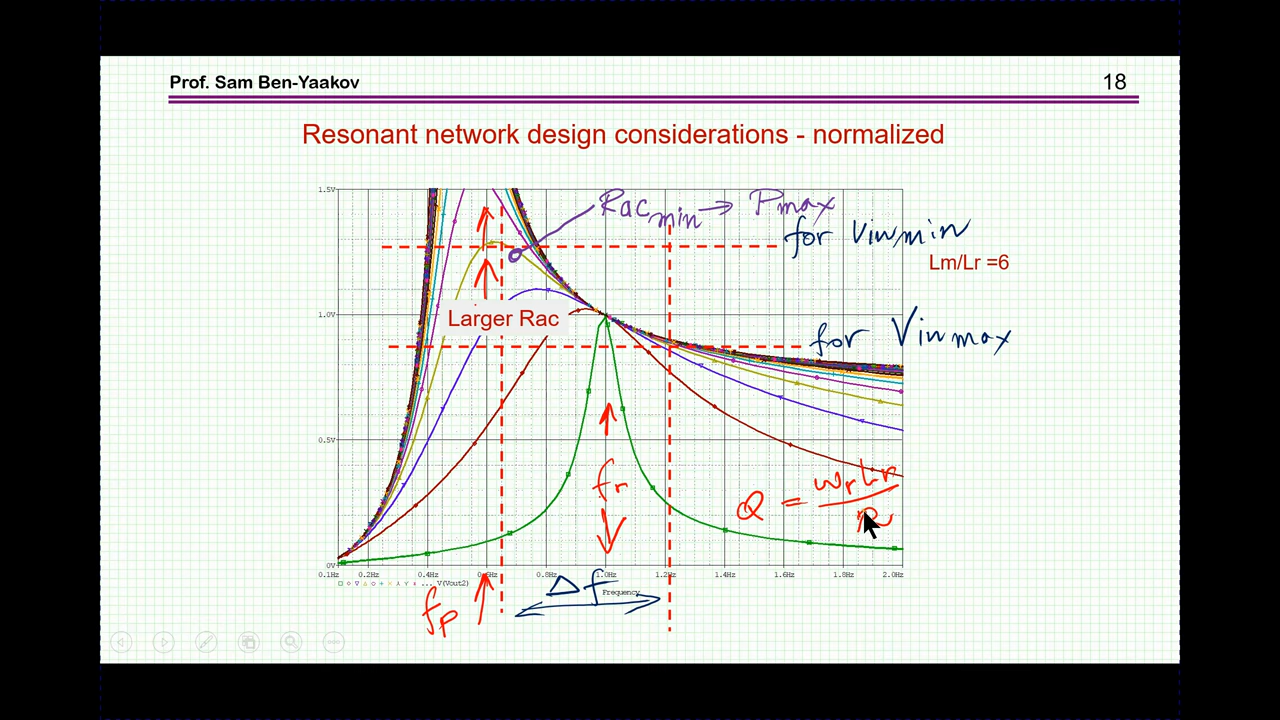 Prof. Sam Ben-Yaakov
18
Resonant network design considerations - normalized
1.5V
Rac min → Pmax
for Vin min
Lm/Lr =6
1.0V
Larger Rac
for Vin max
0.5V
fr
Q = ωr Lr / R
0V
0.1Hz 0.2Hz 0.4Hz 0.6Hz 0.8Hz 1.0Hz 1.2Hz 1.4Hz 1.6Hz 1.8Hz 2.0Hz
V(Vout2)
Frequency
Δf
fp